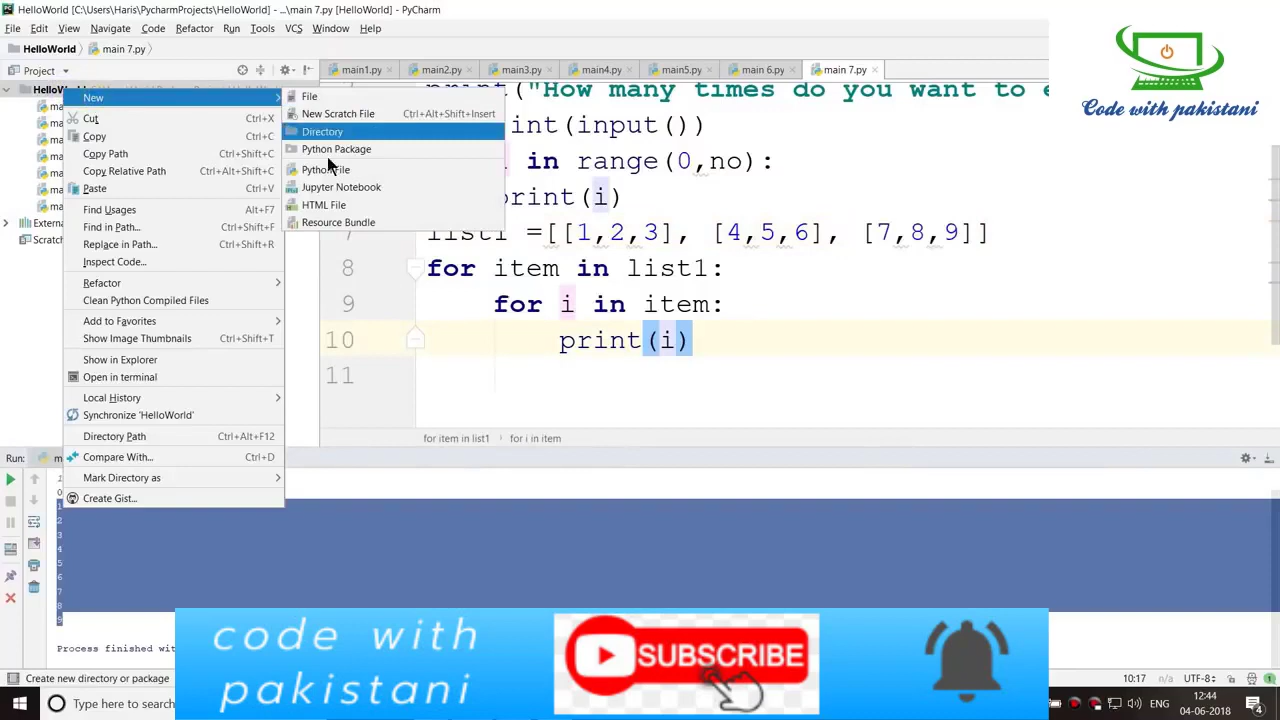 HelloWorld [C:\Users\Haris\PycharmProjects\HelloWorld] - ...\main 7.py [HelloWorld] - PyCharm
File Edit View Navigate Code Refactor Run Tools VCS Window Help
HelloWorld main 7.py
Project
main1.py main2.py main3.py main4.py main5.py main 6.py main 7.py
New
Cut Ctrl+X
Copy Ctrl+C
Copy Path Ctrl+Shift+C
Copy Relative Path Ctrl+Alt+Shift+C
Paste Ctrl+V
Find Usages Alt+F7
Find in Path... Ctrl+Shift+F
Replace in Path... Ctrl+Shift+R
Inspect Code...
Refactor
Clean Python Compiled Files
Add to Favorites
Show Image Thumbnails Ctrl+Shift+T
Show in Explorer
Open in terminal
Local History
Synchronize 'HelloWorld'
Directory Path Ctrl+Alt+F12
Compare With... Ctrl+D
Mark Directory as
Create Gist...
File
New Scratch File Ctrl+Alt+Shift+Insert
Directory
Python Package
Python File
Jupyter Notebook
HTML File
Resource Bundle
print("How many times do you want to
int(input())
in range(0,no):
print(i)
list1 =[[1,2,3], [4,5,6], [7,8,9]]
8 for item in list1:
9 for i in item:
10 print(i)
11
for item in list1 for i in item
Run:
Process finished wit
Create new directory or package
10:17 n/a UTF-8
Type here to search
12:44
04-06-2018
ENG
Code with pakistani
code with
pakistani
SUBSCRIBE